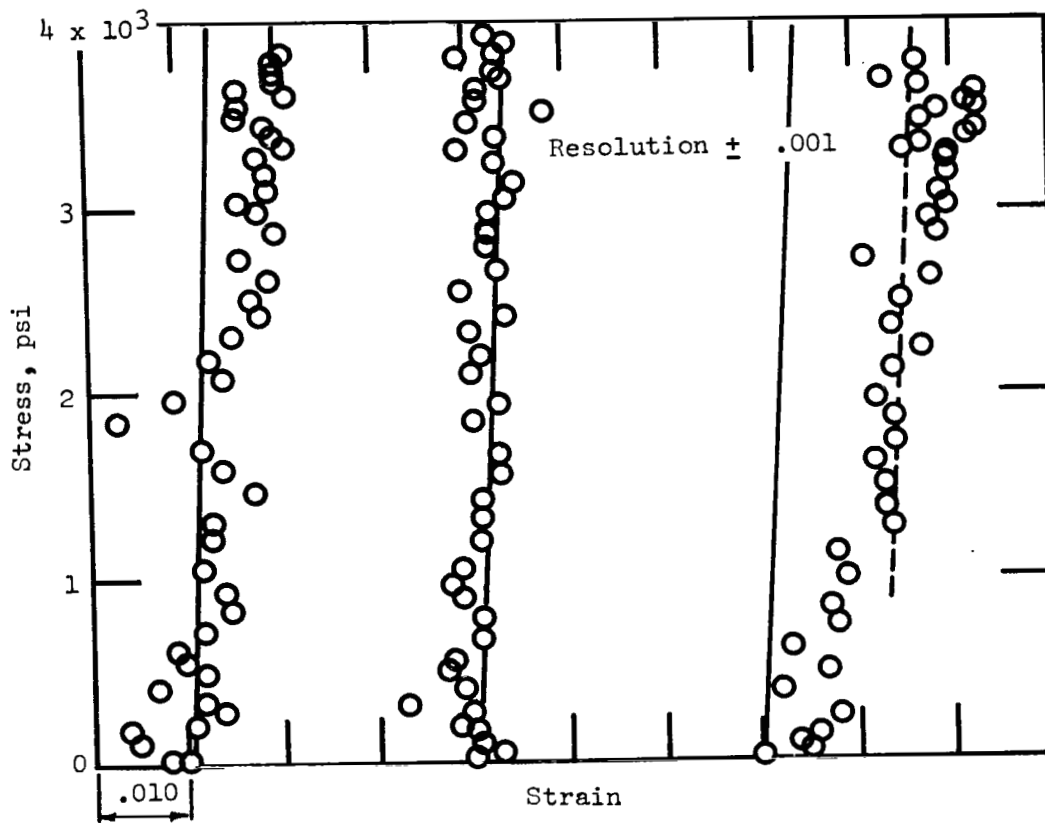 4 x 10³
Resolution ± .001
3
Stress, psi
2
1
0
.010
Strain